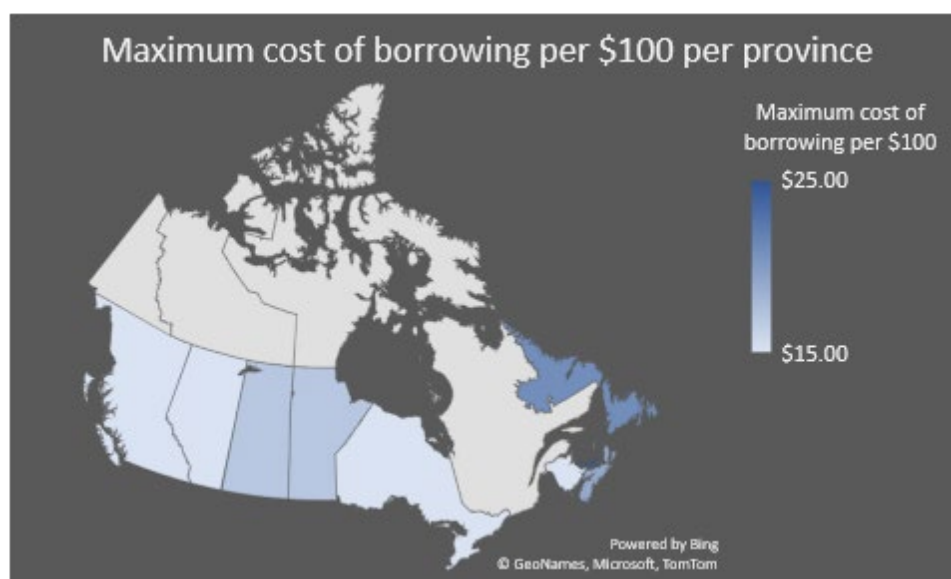 Maximum cost of borrowing per $100 per province
Maximum cost of
borrowing per $100
$25.00
$15.00
Powered by Bing
© GeoNames, Microsoft, TomTom